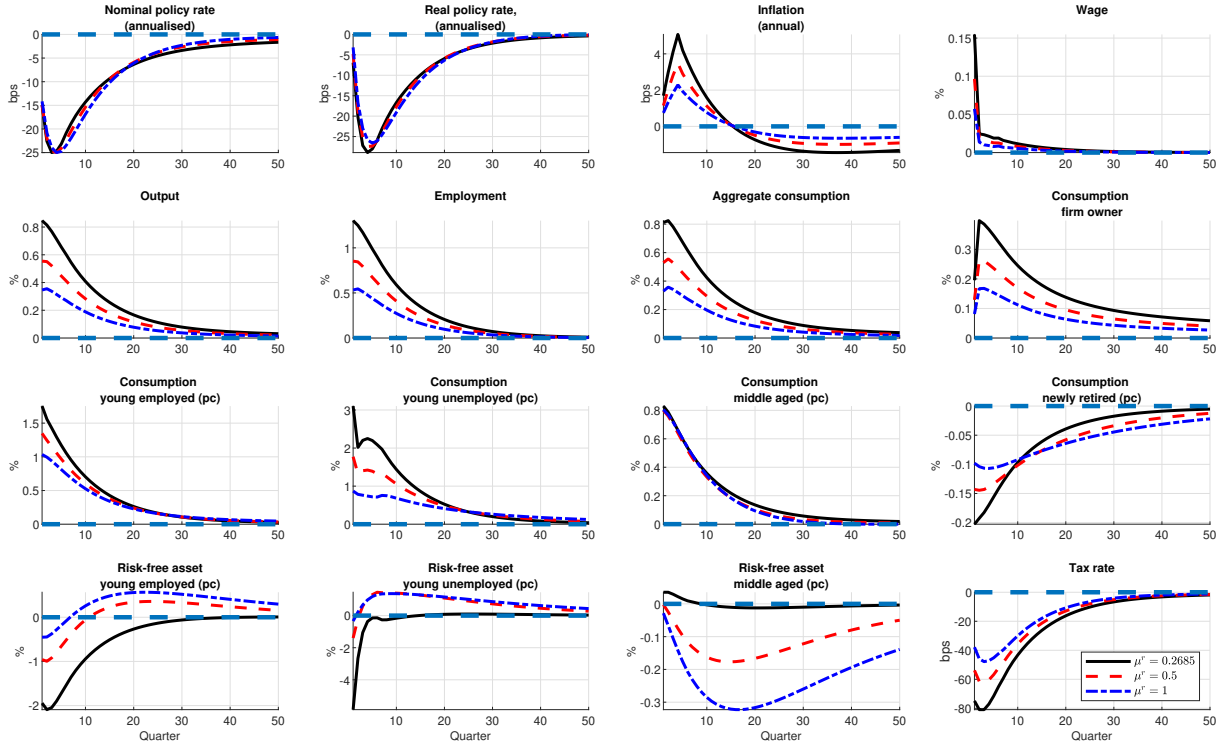 Nominal policy rate
(annualised)
Real policy rate,
(annualised)
Inflation
(annual)
Wage
0
-5
-10
-15
-20
-25
bps
10 20 30 40 50
0
-5
-10
-15
-20
-25
bps
10 20 30 40 50
4
2
0
bps
10 20 30 40 50
0.15
0.1
0.05
0
%
10 20 30 40 50
Output
Employment
Aggregate consumption
Consumption
firm owner
0.8
0.6
0.4
0.2
0
%
10 20 30 40 50
1
0.5
0
%
10 20 30 40 50
0.8
0.6
0.4
0.2
0
%
10 20 30 40 50
0.3
0.2
0.1
0
%
10 20 30 40 50
Consumption
young employed (pc)
Consumption
young unemployed (pc)
Consumption
middle aged (pc)
Consumption
newly retired (pc)
1.5
1
0.5
0
%
10 20 30 40 50
3
2
1
0
%
10 20 30 40 50
0.8
0.6
0.4
0.2
0
%
10 20 30 40 50
0
-0.05
-0.1
-0.15
-0.2
%
10 20 30 40 50
Risk-free asset
young employed (pc)
Risk-free asset
young unemployed (pc)
Risk-free asset
middle aged (pc)
Tax rate
0
-1
-2
%
10 20 30 40 50
Quarter
0
-2
-4
%
10 20 30 40 50
Quarter
0
-0.1
-0.2
-0.3
%
10 20 30 40 50
Quarter
0
-20
-40
-60
-80
bps
10 20 30 40 50
Quarter
μʳ = 0.2685
μʳ = 0.5
μʳ = 1